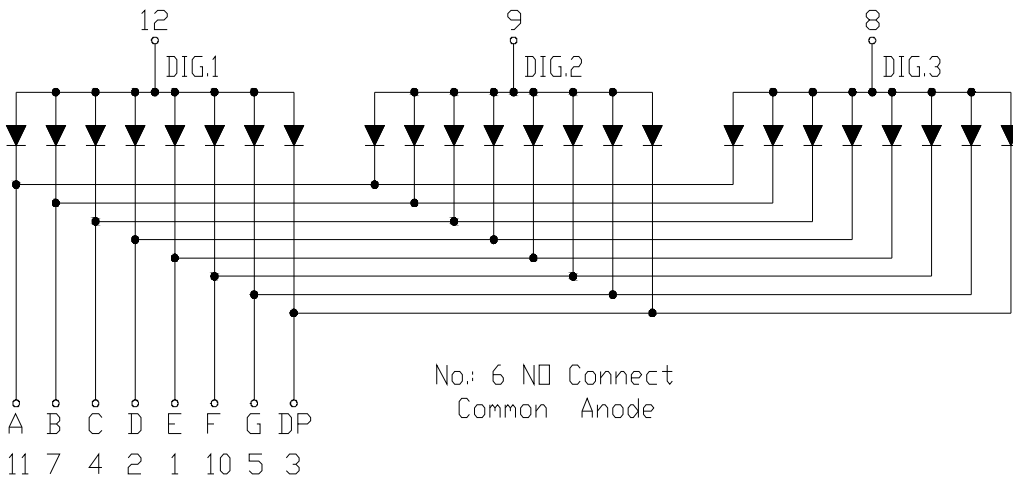 12 9 8
DIG.1 DIG.2 DIG.3
No.: 6 NO Connect
Common Anode
A B C D E F G DP
11 7 4 2 1 10 5 3